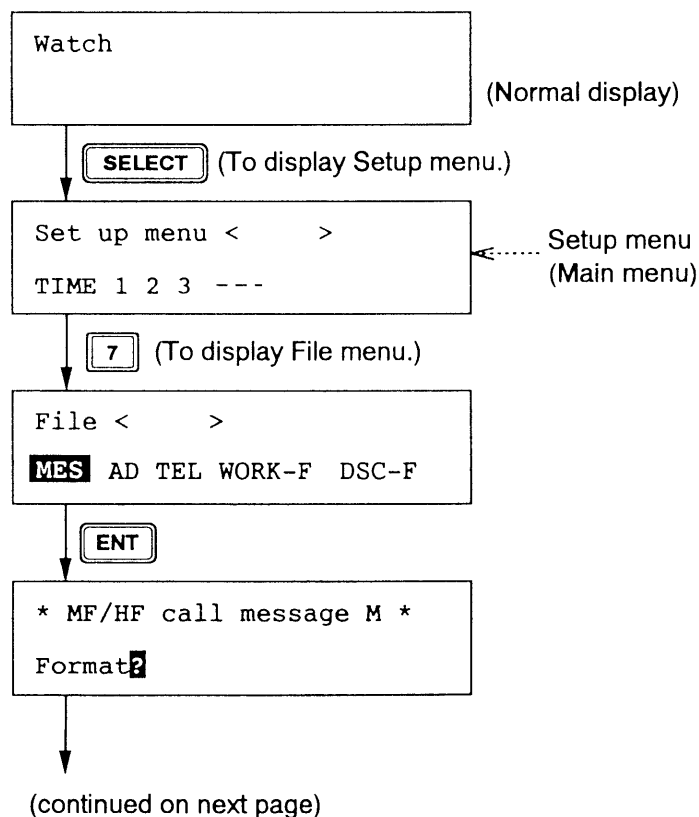 Watch
(Normal display)
SELECT (To display Setup menu.)
Set up menu <     >
TIME 1 2 3 ---
Setup menu
(Main menu)
7 (To display File menu.)
File <     >
MES AD TEL WORK-F DSC-F
ENT
* MF/HF call message M *
Format?
(continued on next page)